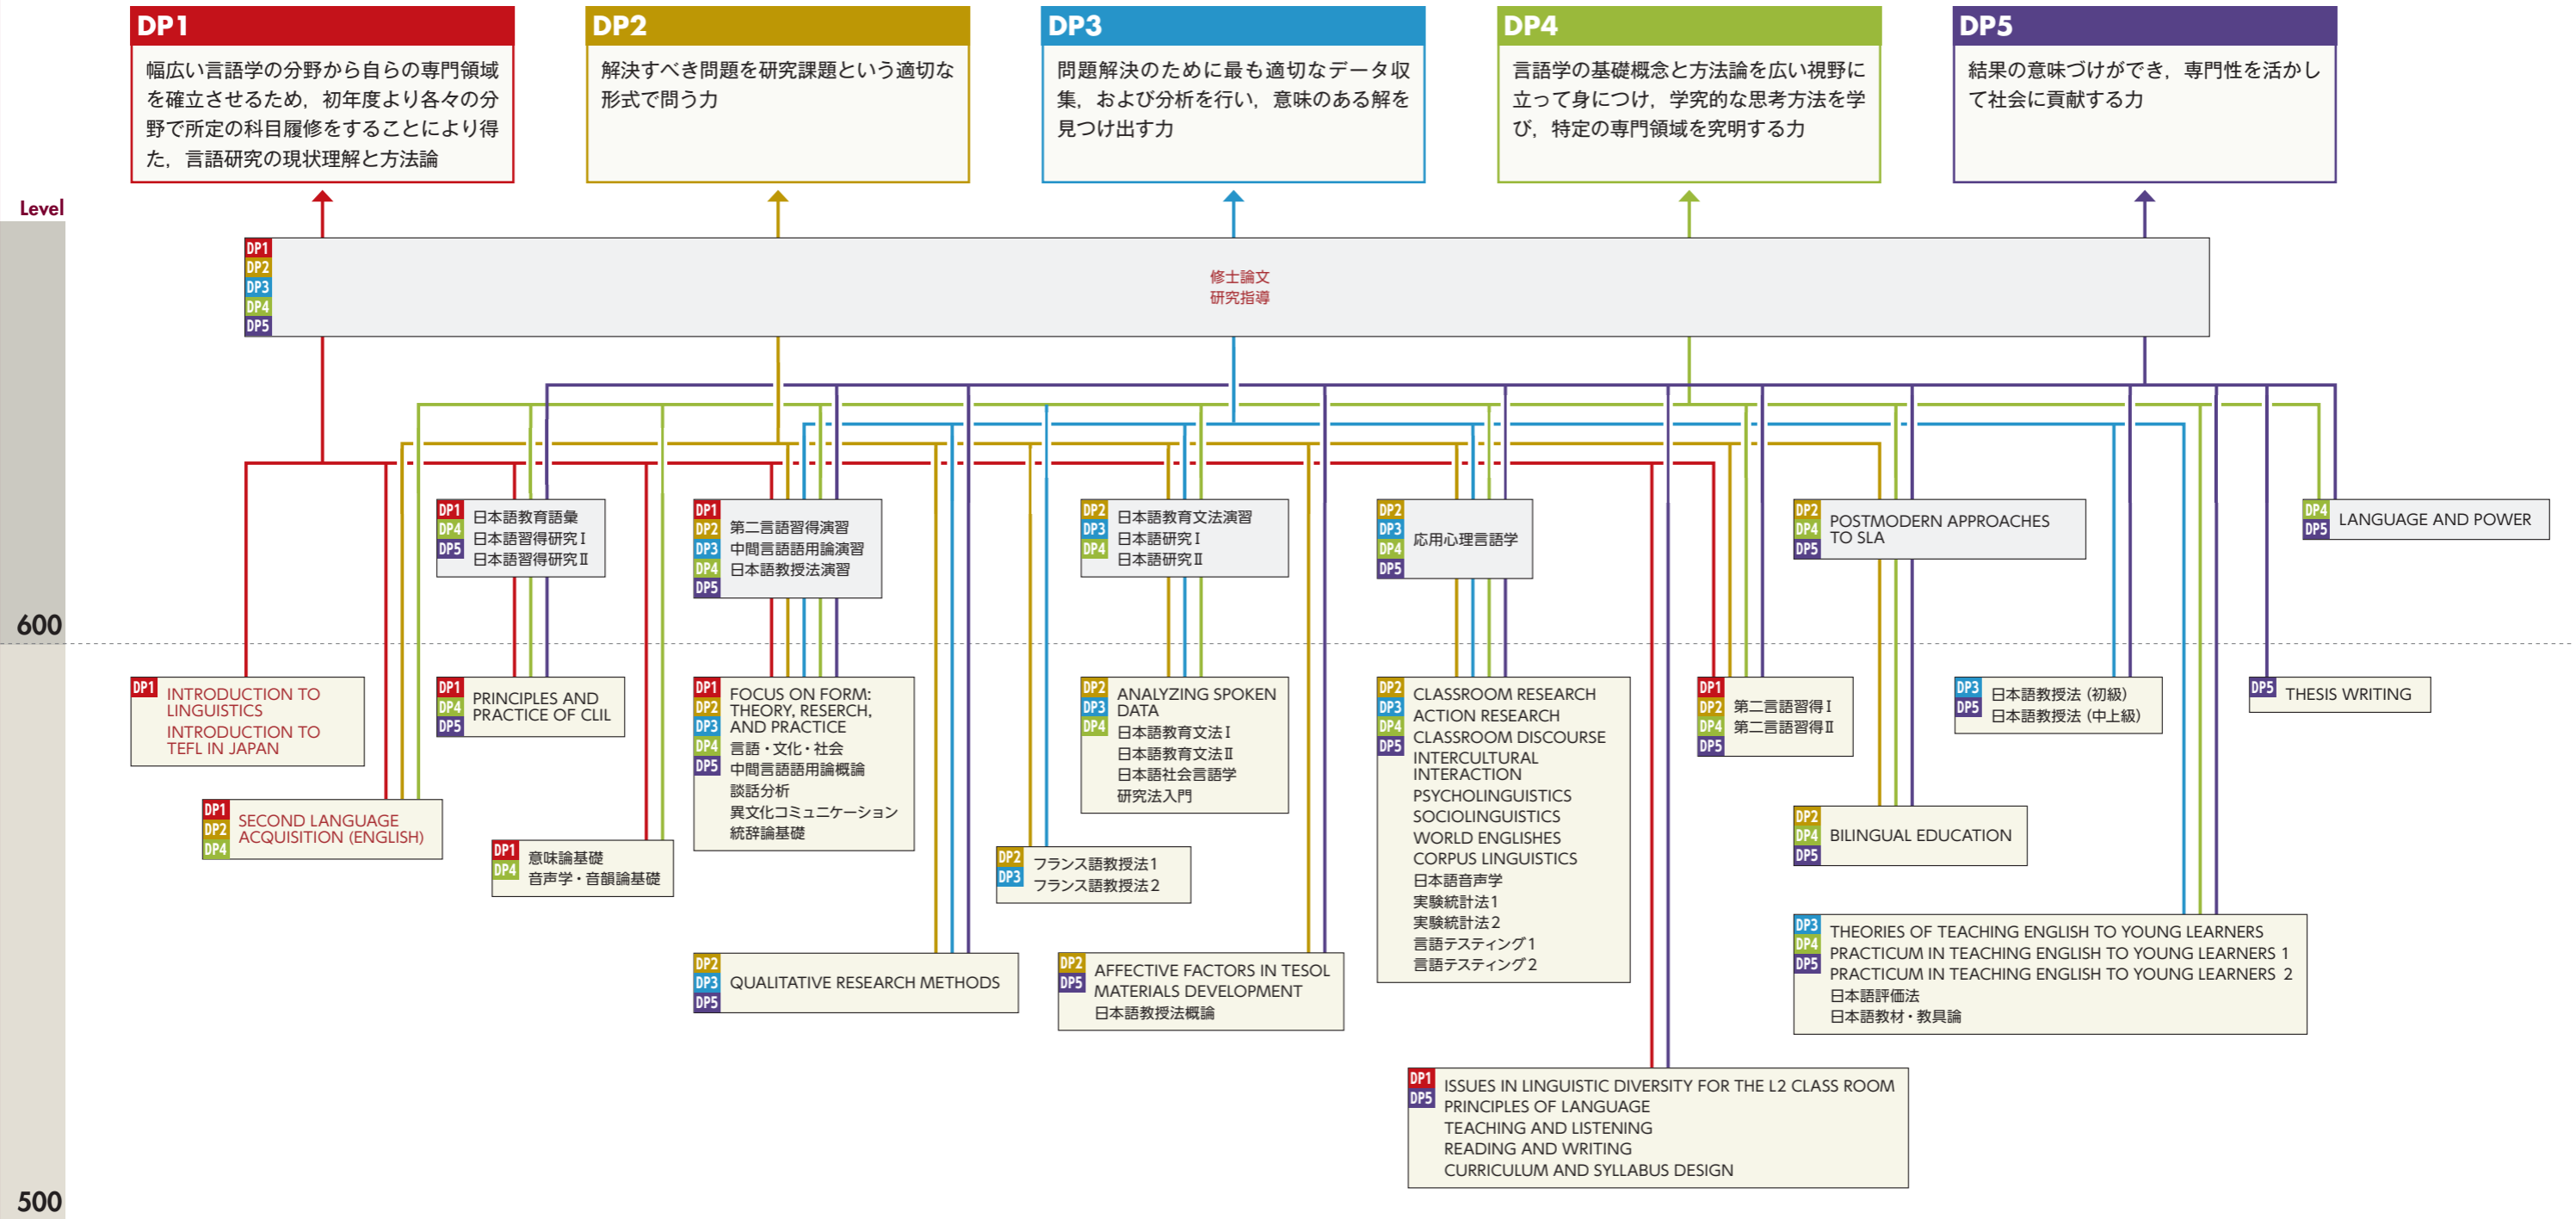 DP1
幅広い言語学の分野から自らの専門領域
を確立させるため，初年度より各々の分
野で所定の科目履修をすることにより得
た，言語研究の現状理解と方法論
DP2
解決すべき問題を研究課題という適切な
形式で問う力
DP3
問題解決のために最も適切なデータ収
集，および分析を行い，意味のある解を
見つけ出す力
DP4
言語学の基礎概念と方法論を広い視野に
立って身につけ，学究的な思考方法を学
び，特定の専門領域を究明する力
DP5
結果の意味づけができ，専門性を活かし
て社会に貢献する力
Level
DP1
DP2
DP3
DP4
DP5
修士論文
研究指導
DP1
DP4
DP5
日本語教育語彙
日本語習得研究Ⅰ
日本語習得研究Ⅱ
DP1
DP2
DP3
DP4
DP5
第二言語習得演習
中間言語語用論演習
日本語教授法演習
DP2
DP3
DP4
日本語教育文法演習
日本語研究Ⅰ
日本語研究Ⅱ
DP2
DP3
DP4
DP5
応用心理言語学
DP2
DP4
DP5
POSTMODERN APPROACHES
TO SLA
DP4
DP5
LANGUAGE AND POWER
600
DP1
INTRODUCTION TO
LINGUISTICS
INTRODUCTION TO
TEFL IN JAPAN
DP1
DP4
DP5
PRINCIPLES AND
PRACTICE OF CLIL
DP1
DP2
DP3
DP4
DP5
FOCUS ON FORM:
THEORY, RESERCH,
AND PRACTICE
言語・文化・社会
中間言語語用論概論
談話分析
異文化コミュニケーション
統辞論基礎
DP2
DP3
DP4
ANALYZING SPOKEN
DATA
日本語教育文法Ⅰ
日本語教育文法Ⅱ
日本語社会言語学
研究法入門
DP2
DP3
DP4
DP5
CLASSROOM RESEARCH
ACTION RESEARCH
CLASSROOM DISCOURSE
INTERCULTURAL
INTERACTION
PSYCHOLINGUISTICS
SOCIOLINGUISTICS
WORLD ENGLISHES
CORPUS LINGUISTICS
日本語音声学
実験統計法1
実験統計法2
言語テスティング1
言語テスティング2
DP1
DP2
DP4
DP5
第二言語習得Ⅰ
第二言語習得Ⅱ
DP3
DP5
日本語教授法（初級）
日本語教授法（中上級）
DP5
THESIS WRITING
DP1
DP2
DP4
SECOND LANGUAGE
ACQUISITION (ENGLISH)
DP1
DP4
意味論基礎
音声学・音韻論基礎
DP2
DP3
フランス語教授法1
フランス語教授法2
DP2
DP4
DP5
BILINGUAL EDUCATION
DP2
DP3
DP5
QUALITATIVE RESEARCH METHODS
DP2
DP5
AFFECTIVE FACTORS IN TESOL
MATERIALS DEVELOPMENT
日本語教授法概論
DP3
DP4
DP5
THEORIES OF TEACHING ENGLISH TO YOUNG LEARNERS
PRACTICUM IN TEACHING ENGLISH TO YOUNG LEARNERS 1
PRACTICUM IN TEACHING ENGLISH TO YOUNG LEARNERS 2
日本語評価法
日本語教材・教具論
DP1
DP5
ISSUES IN LINGUISTIC DIVERSITY FOR THE L2 CLASS ROOM
PRINCIPLES OF LANGUAGE
TEACHING AND LISTENING
READING AND WRITING
CURRICULUM AND SYLLABUS DESIGN
500